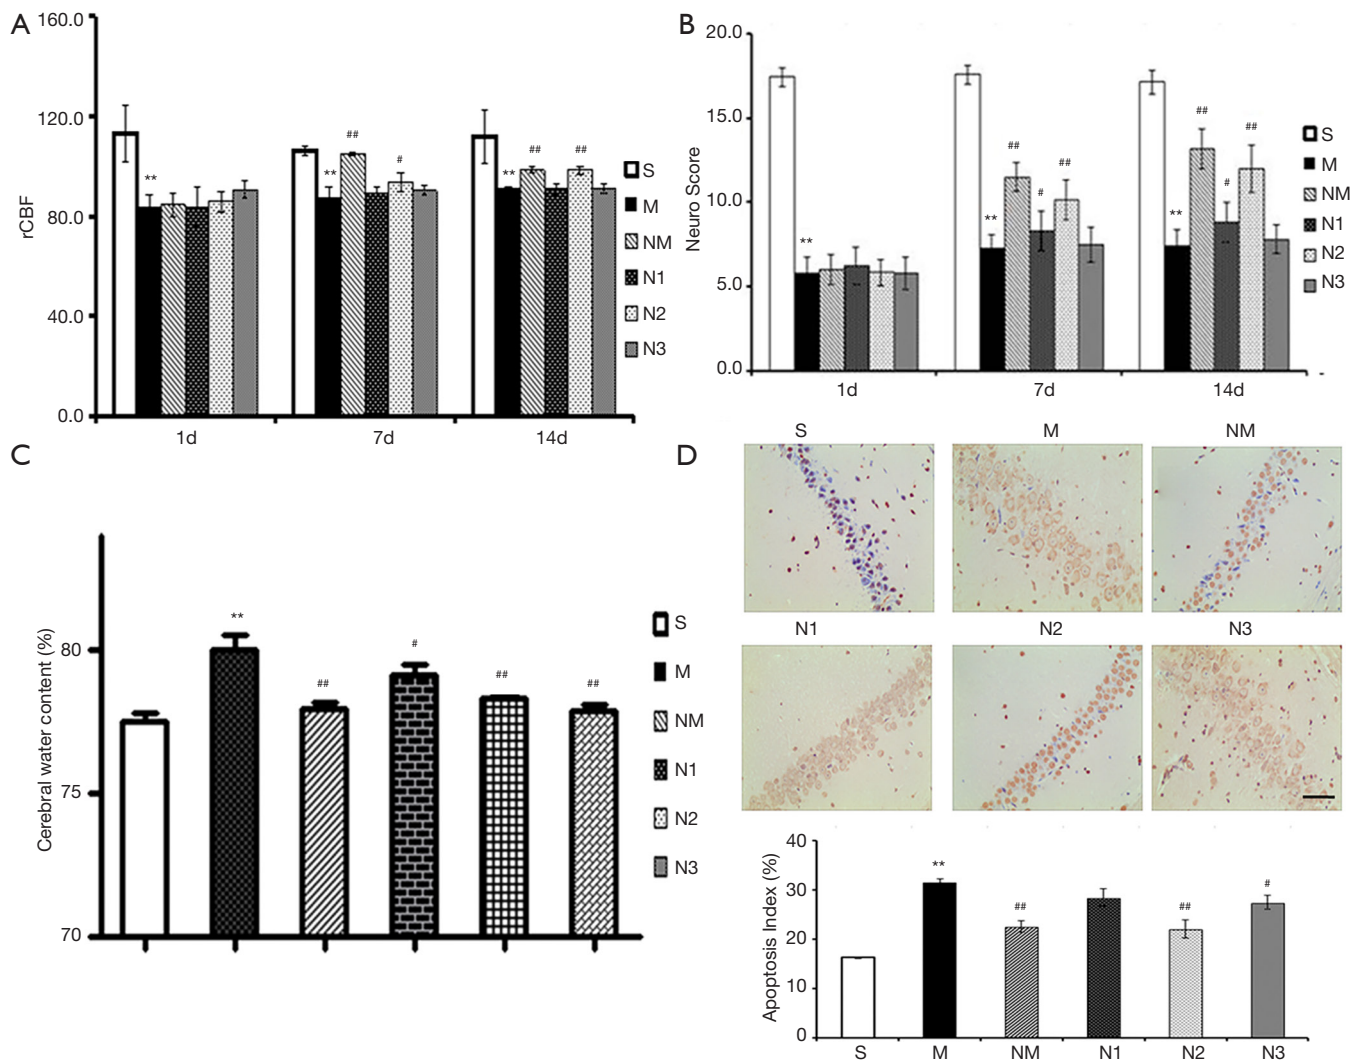 A
160.0
120.0
80.0
40.0
0.0
rCBF
**
**
##
#
**
##
##
1d
7d
14d
S
M
NM
N1
N2
N3
B
20.0
15.0
10.0
5.0
0.0
Neuro Score
**
**
##
#
##
**
##
#
##
1d
7d
14d
S
M
NM
N1
N2
N3
C
80
75
70
Cerebral water content (%)
**
##
#
##
##
S
M
NM
N1
N2
N3
D
S
M
NM
N1
N2
N3
40
30
20
10
0
Apoptosis Index (%)
**
##
##
#
S
M
NM
N1
N2
N3